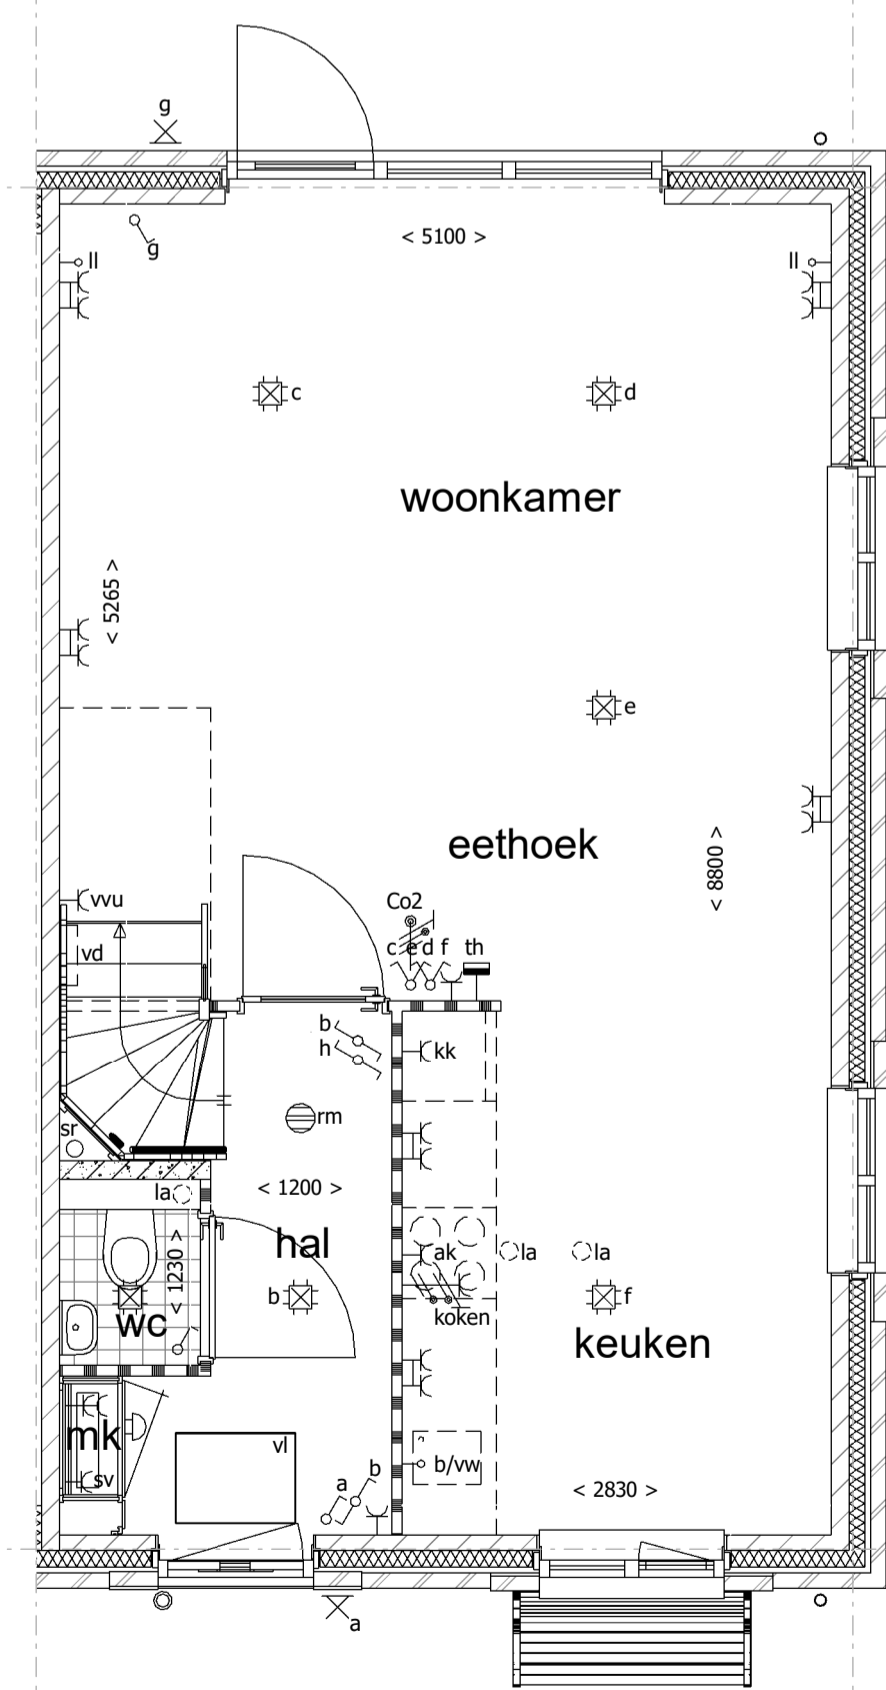 g
g
< 5100 >
ll
ll
c
d
woonkamer
< 5265 >
e
eethoek
< 8800 >
vvu
Co2
vd
c e d f th
b
h
kk
rm
sr
la
< 1200 >
hal
< 1230 >
ak
la
la
b
f
koken
wc
keuken
mk
vl
sv
a
b
b/vw
< 2830 >
a